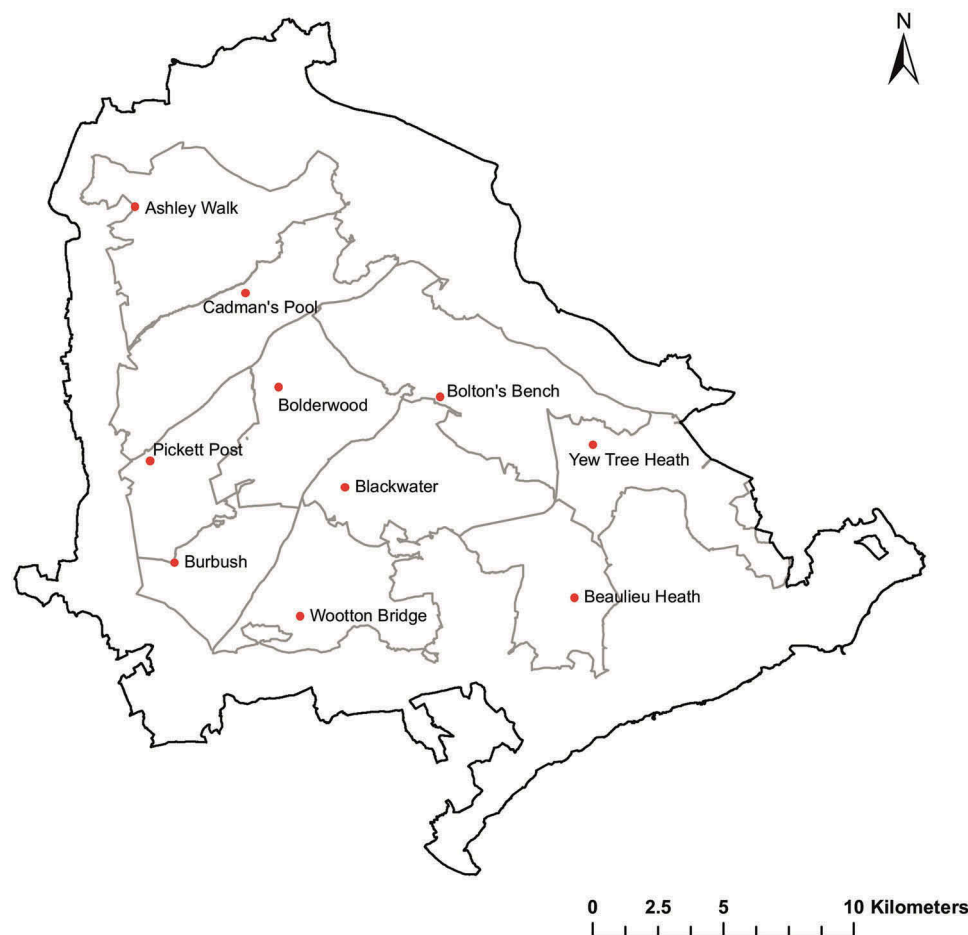 N
Ashley Walk
Cadman's Pool
Bolderwood
Bolton's Bench
Pickett Post
Yew Tree Heath
Blackwater
Burbush
Beaulieu Heath
Wootton Bridge
0 2.5 5 10 Kilometers